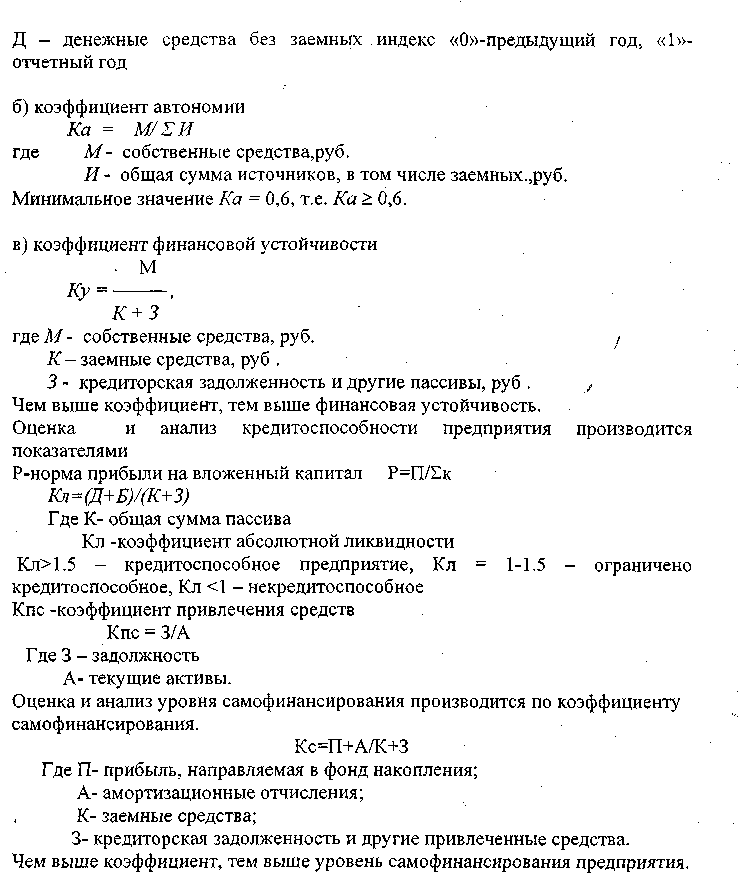 Д – денежные средства без заемных индекс «0»-предыдущий год, «1»-
отчетный год
б) коэффициент автономии
Ка = М/ΣИ
где М - собственные средства,руб.
И - общая сумма источников, в том числе заемных.,руб.
Минимальное значение Ка = 0,6, т.е. Ка ≥ 0,6.
в) коэффициент финансовой устойчивости
М
Ку = ———,
К + З
где М - собственные средства, руб.
К – заемные средства, руб .
З - кредиторская задолженность и другие пассивы, руб .
Чем выше коэффициент, тем выше финансовая устойчивость.
Оценка и анализ кредитоспособности предприятия производится
показателями
Р-норма прибыли на вложенный капитал Р=П/Σк
Кл=(Д+Б)/(К+З)
Где К- общая сумма пассива
Кл -коэффициент абсолютной ликвидности
Кл>1.5 – кредитоспособное предприятие, Кл = 1-1.5 – ограничено
кредитоспособное, Кл <1 – некредитоспособное
Кпс -коэффициент привлечения средств
Кпс = З/А
Где З – задолжность
А- текущие активы.
Оценка и анализ уровня самофинансирования производится по коэффициенту
самофинансирования.
Кс=П+А/К+З
Где П- прибыль, направляемая в фонд накопления;
А- амортизационные отчисления;
К- заемные средства;
З- кредиторская задолженность и другие привлеченные средства.
Чем выше коэффициент, тем выше уровень самофинансирования предприятия.